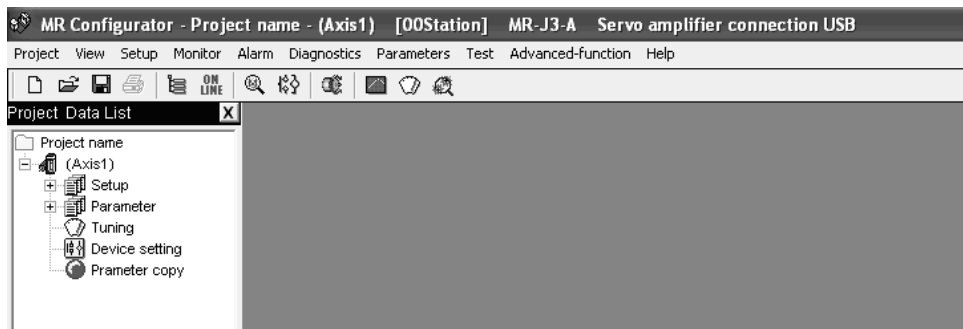 MR Configurator - Project name - (Axis1) [00Station] MR-J3-A Servo amplifier connection USB
Project View Setup Monitor Alarm Diagnostics Parameters Test Advanced-function Help
ON LINE
Project Data List X
Project name
(Axis1)
Setup
Parameter
Tuning
Device setting
Prameter copy